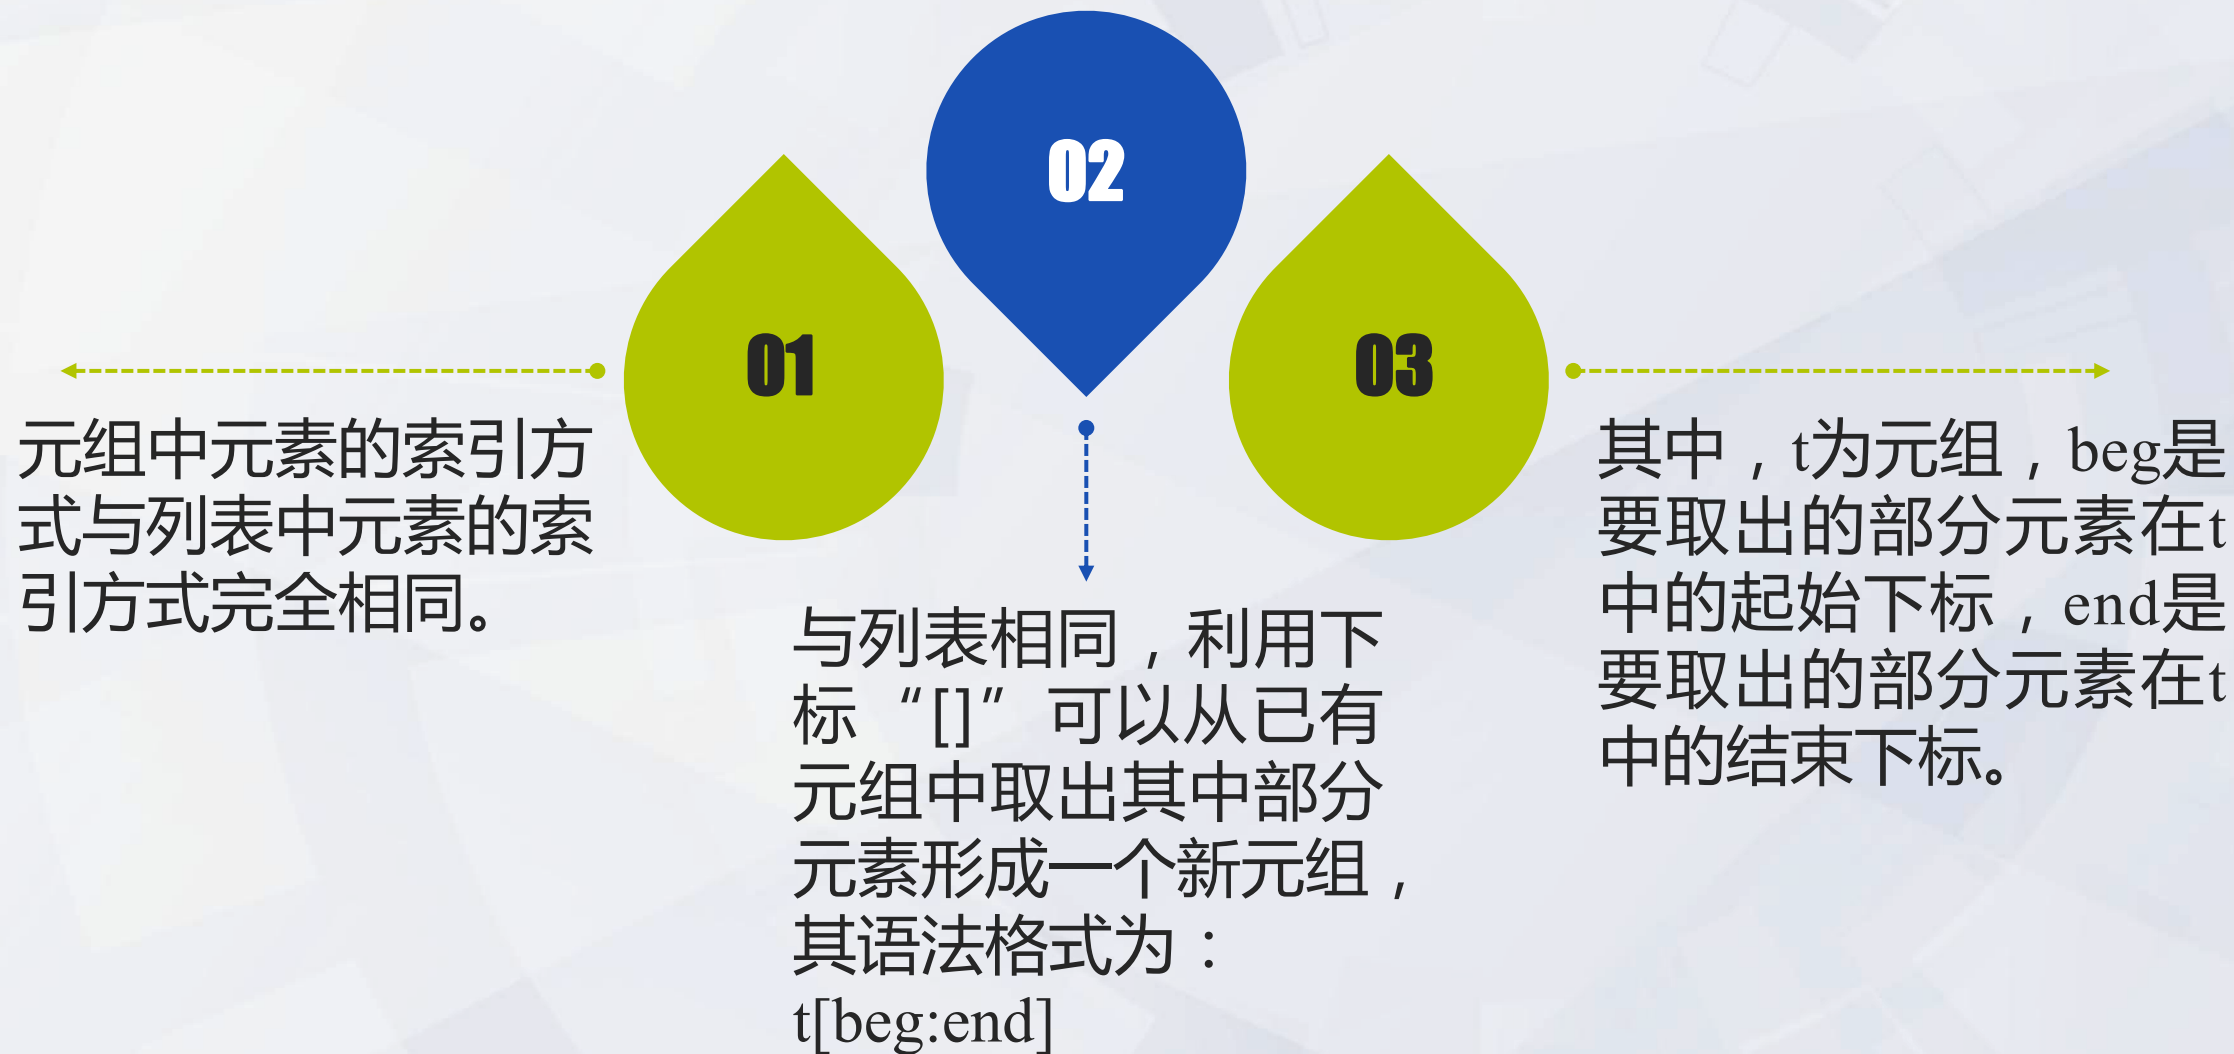 01
元组中元素的索引方
式与列表中元素的索
引方式完全相同。
02
与列表相同，利用下
标“[]”可以从已有
元组中取出其中部分
元素形成一个新元组，
其语法格式为：
t[beg:end]
03
其中，t为元组，beg是
要取出的部分元素在t
中的起始下标，end是
要取出的部分元素在t
中的结束下标。